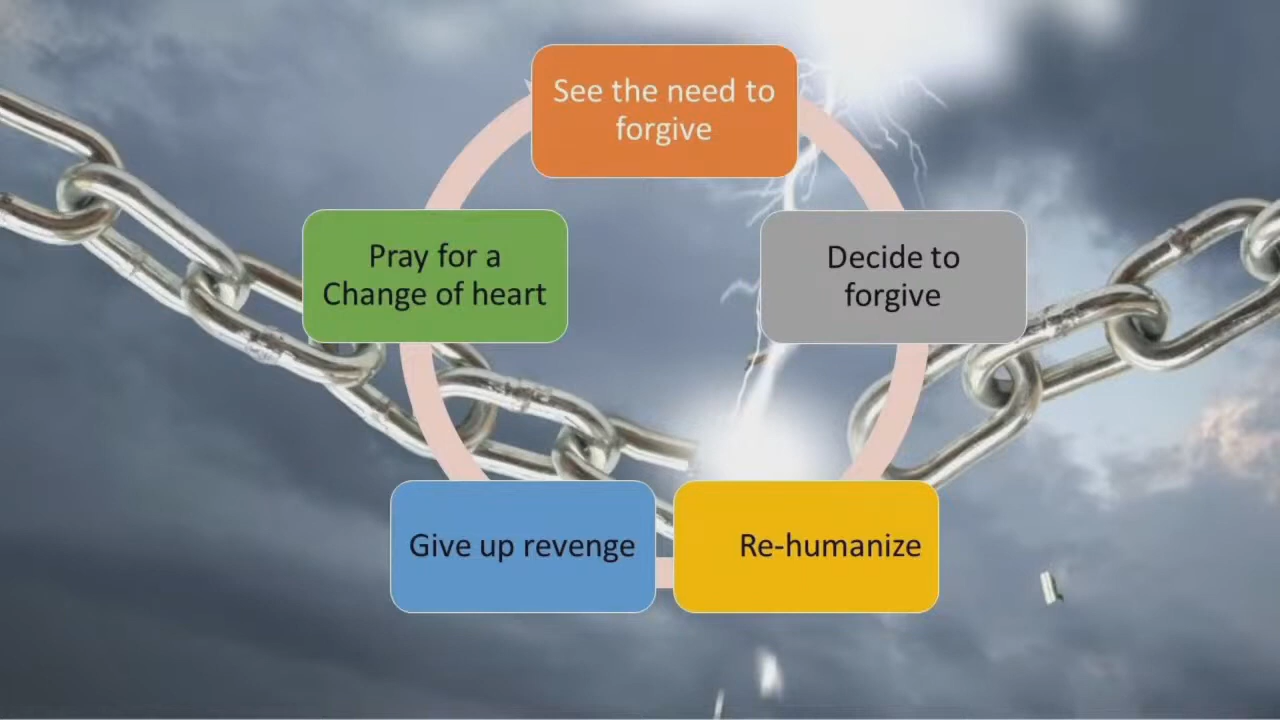 See the need to
forgive
Decide to
forgive
Re-humanize
Give up revenge
Pray for a
Change of heart